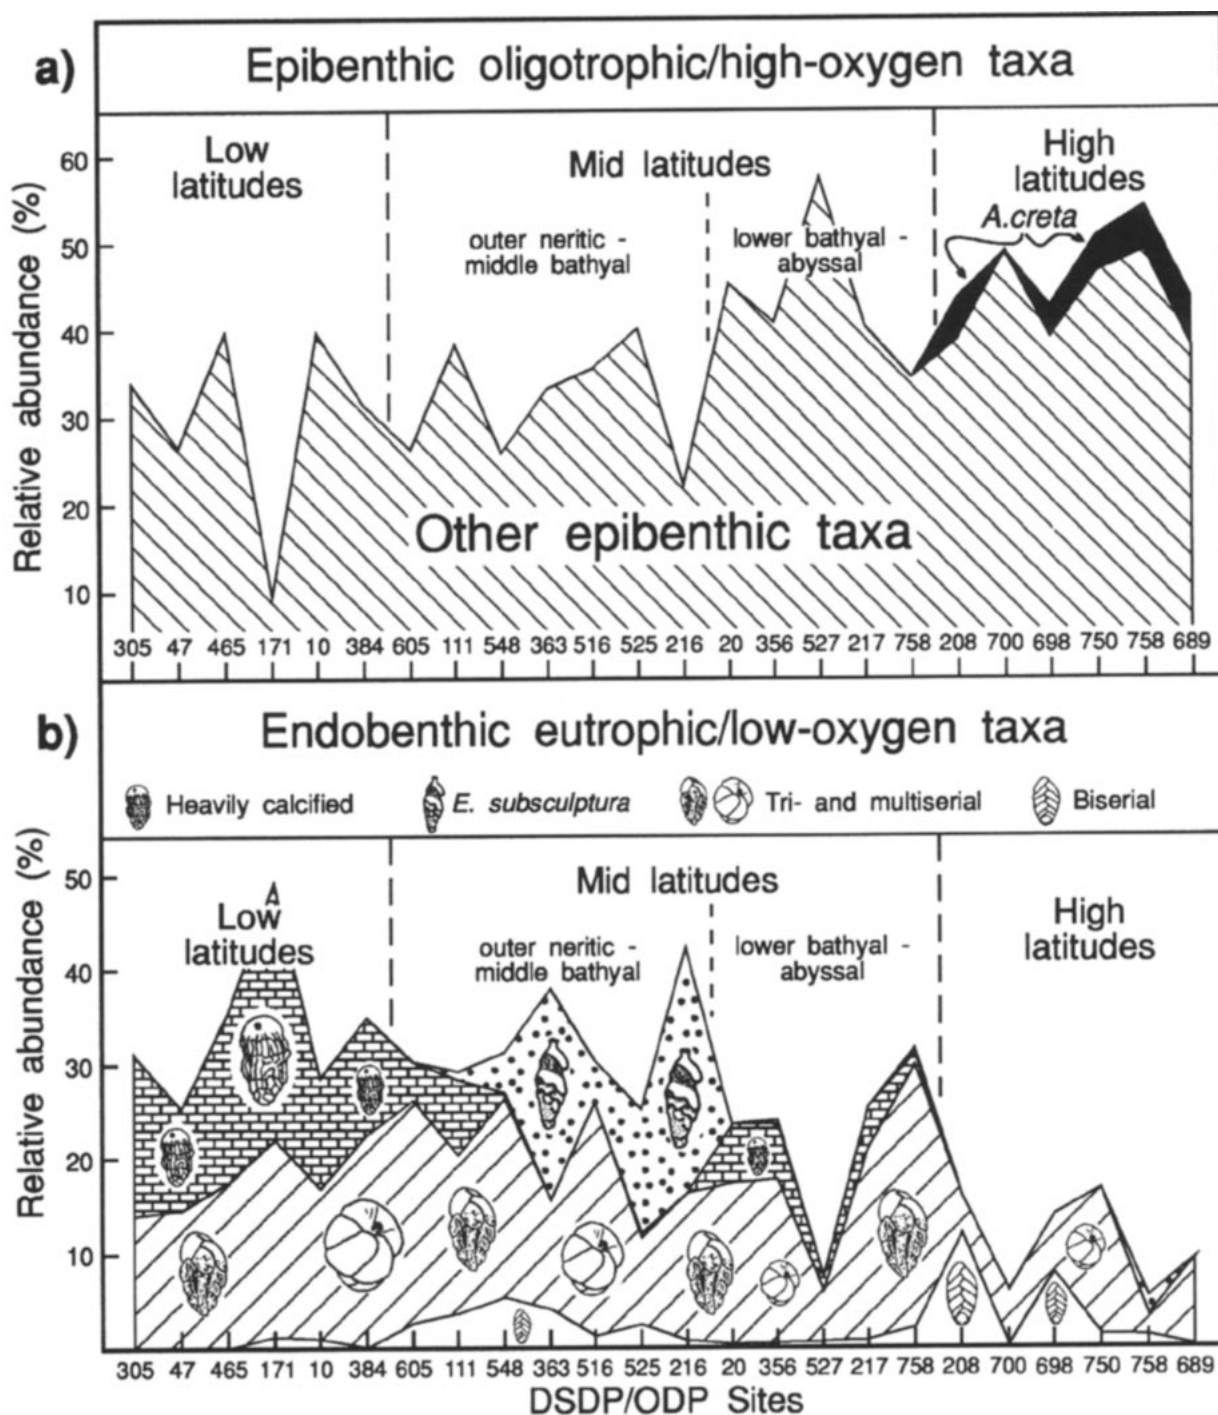 a) Epibenthic oligotrophic/high-oxygen taxa
Relative abundance (%)
60
50
40
30
20
10
Low
latitudes
Mid latitudes
High
latitudes
outer neritic -
middle bathyal
lower bathyal -
abyssal
A.creta
Other epibenthic taxa
305 47 465 171 10 384 605 111 548 363 516 525 216 20 356 527 217 758 208 700 698 750 758 689
b) Endobenthic eutrophic/low-oxygen taxa
Heavily calcified E. subsculptura Tri- and multiserial Biserial
Relative abundance (%)
50
40
30
20
10
Low
latitudes
Mid latitudes
High
latitudes
outer neritic -
middle bathyal
lower bathyal -
abyssal
305 47 465 171 10 384 605 111 548 363 516 525 216 20 356 527 217 758 208 700 698 750 758 689
DSDP/ODP Sites